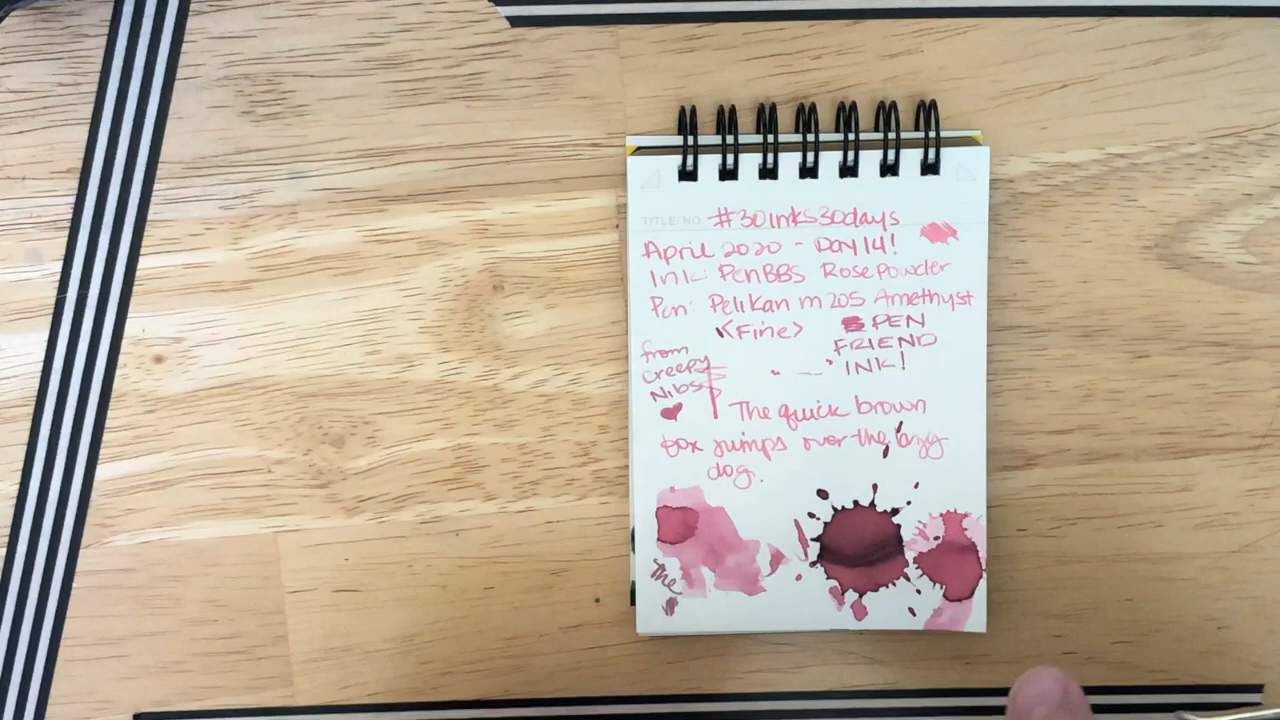 TITLE/NO. #30inks30days
April 2020 - Day 14!
Ink: PenBBS Rose Powder
Pen: Pelikan m205 Amethyst
<Fine>
PEN
FRIEND
INK!
from
creepy
Nibs
The quick brown
fox jumps over the lazy
dog.
The